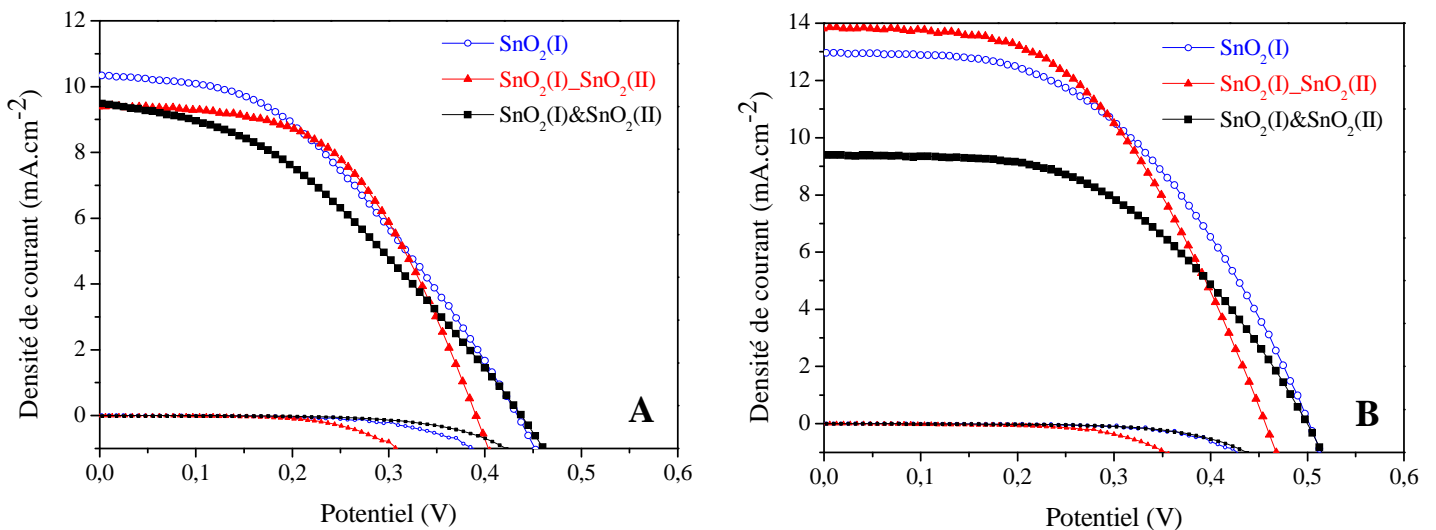 12
10
8
6
4
2
0
Densité de courant (mA.cm-2)
SnO2(I)
SnO2(I)_SnO2(II)
SnO2(I)&SnO2(II)
A
0,0 0,1 0,2 0,3 0,4 0,5 0,6
Potentiel (V)
14
12
10
8
6
4
2
0
Densité de courant (mA.cm-2)
SnO2(I)
SnO2(I)_SnO2(II)
SnO2(I)&SnO2(II)
B
0,0 0,1 0,2 0,3 0,4 0,5 0,6
Potentiel (V)